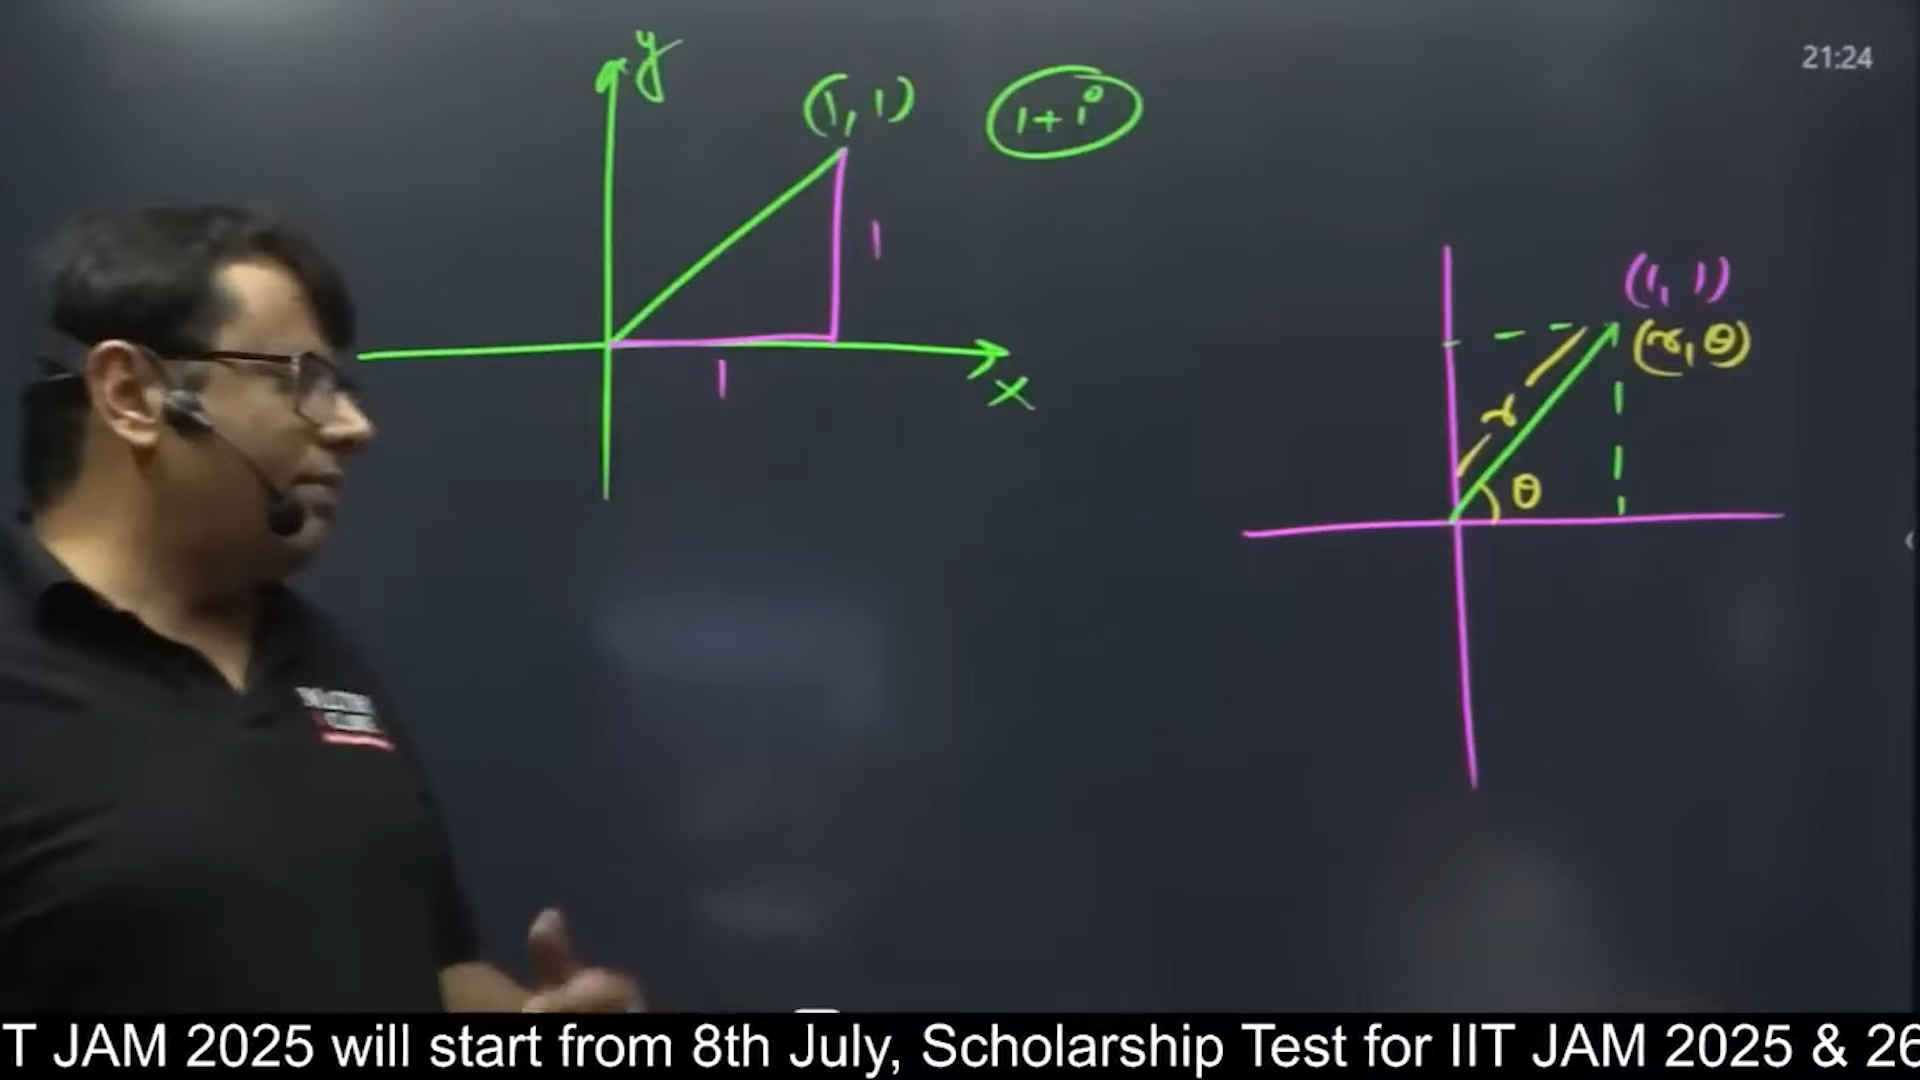 21:24
y
(1, 1)
1+i
1
1
x
(1, 1)
(r, θ)
r
θ
T JAM 2025 will start from 8th July, Scholarship Test for IIT JAM 2025 & 26